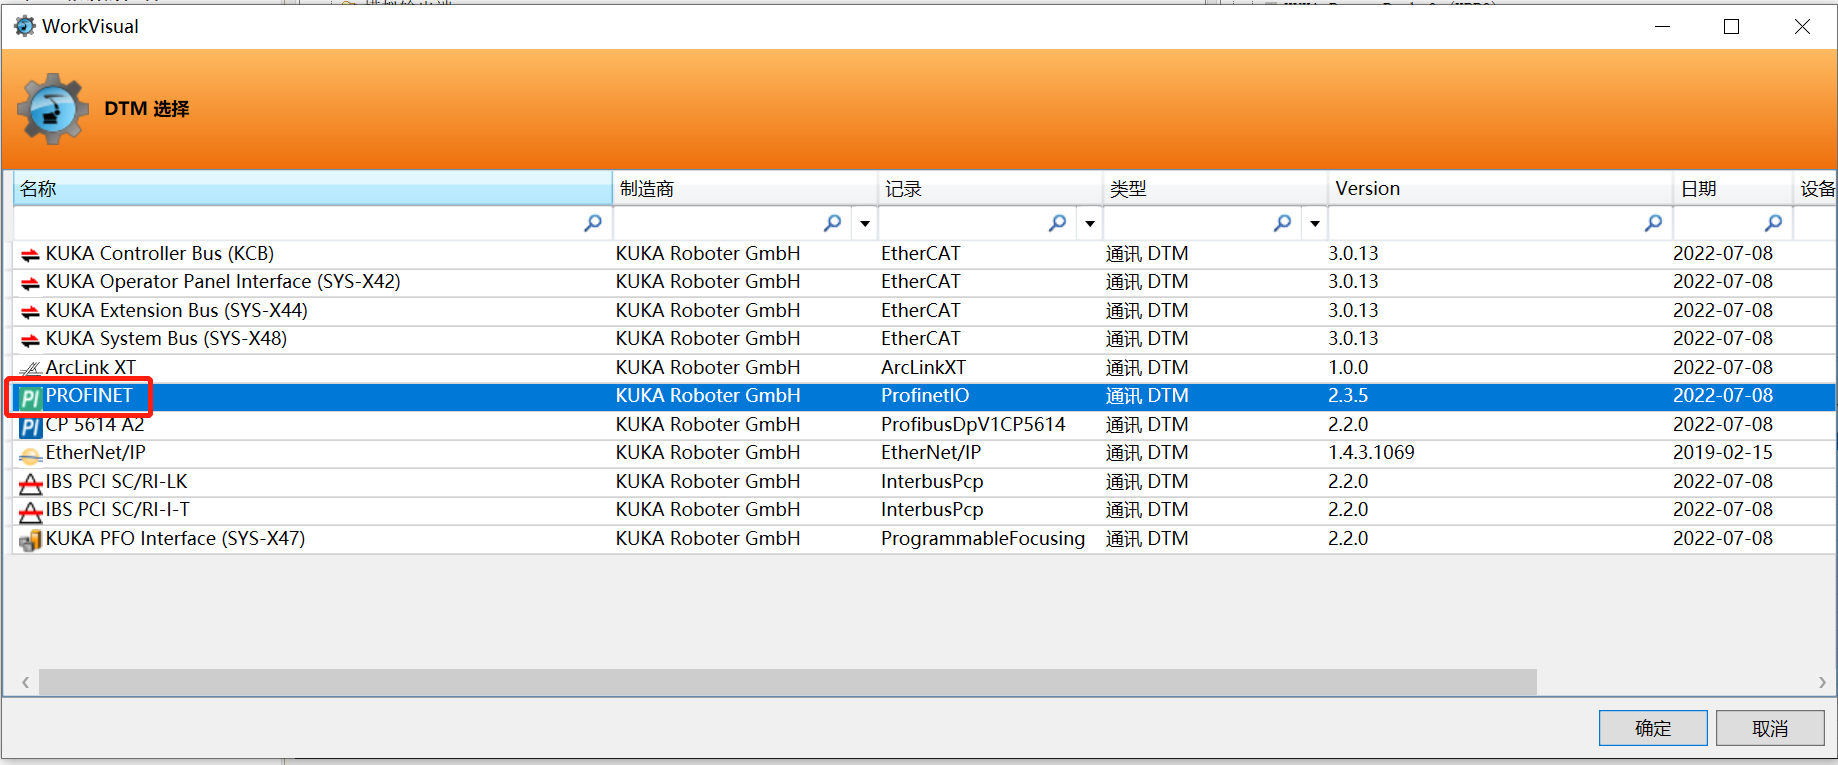 WorkVisual
DTM 选择
名称 制造商 记录 类型 Version 日期 设备
KUKA Controller Bus (KCB) KUKA Roboter GmbH EtherCAT 通讯 DTM 3.0.13 2022-07-08
KUKA Operator Panel Interface (SYS-X42) KUKA Roboter GmbH EtherCAT 通讯 DTM 3.0.13 2022-07-08
KUKA Extension Bus (SYS-X44) KUKA Roboter GmbH EtherCAT 通讯 DTM 3.0.13 2022-07-08
KUKA System Bus (SYS-X48) KUKA Roboter GmbH EtherCAT 通讯 DTM 3.0.13 2022-07-08
ArcLink XT KUKA Roboter GmbH ArcLinkXT 通讯 DTM 1.0.0 2022-07-08
PI PROFINET KUKA Roboter GmbH ProfinetIO 通讯 DTM 2.3.5 2022-07-08
PI CP 5614 A2 KUKA Roboter GmbH ProfibusDpV1CP5614 通讯 DTM 2.2.0 2022-07-08
EtherNet/IP KUKA Roboter GmbH EtherNet/IP 通讯 DTM 1.4.3.1069 2019-02-15
IBS PCI SC/RI-LK KUKA Roboter GmbH InterbusPcp 通讯 DTM 2.2.0 2022-07-08
IBS PCI SC/RI-I-T KUKA Roboter GmbH InterbusPcp 通讯 DTM 2.2.0 2022-07-08
KUKA PFO Interface (SYS-X47) KUKA Roboter GmbH ProgrammableFocusing 通讯 DTM 2.2.0 2022-07-08
确定 取消